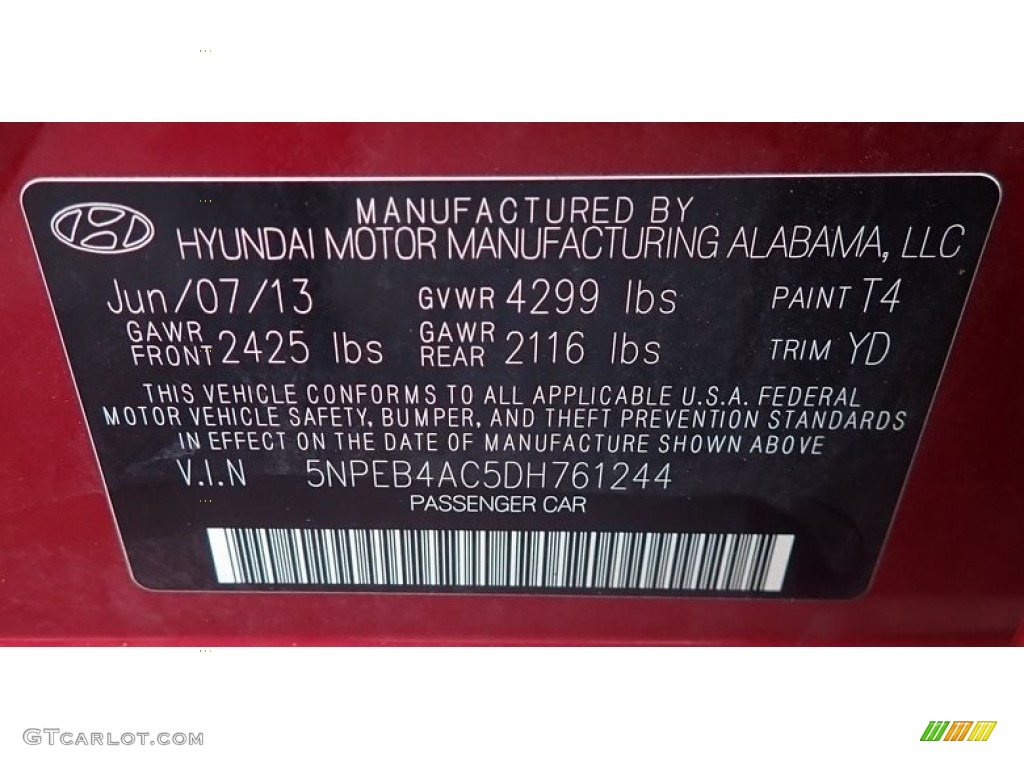 MANUFACTURED BY
HYUNDAI MOTOR MANUFACTURING ALABAMA, LLC
Jun/07/13 GVWR 4299 lbs PAINT T4
GAWR FRONT 2425 lbs GAWR REAR 2116 lbs TRIM YD
THIS VEHICLE CONFORMS TO ALL APPLICABLE U.S.A. FEDERAL
MOTOR VEHICLE SAFETY, BUMPER, AND THEFT PREVENTION STANDARDS
IN EFFECT ON THE DATE OF MANUFACTURE SHOWN ABOVE
V.I.N 5NPEB4AC5DH761244
PASSENGER CAR
GTCARLOT.COM